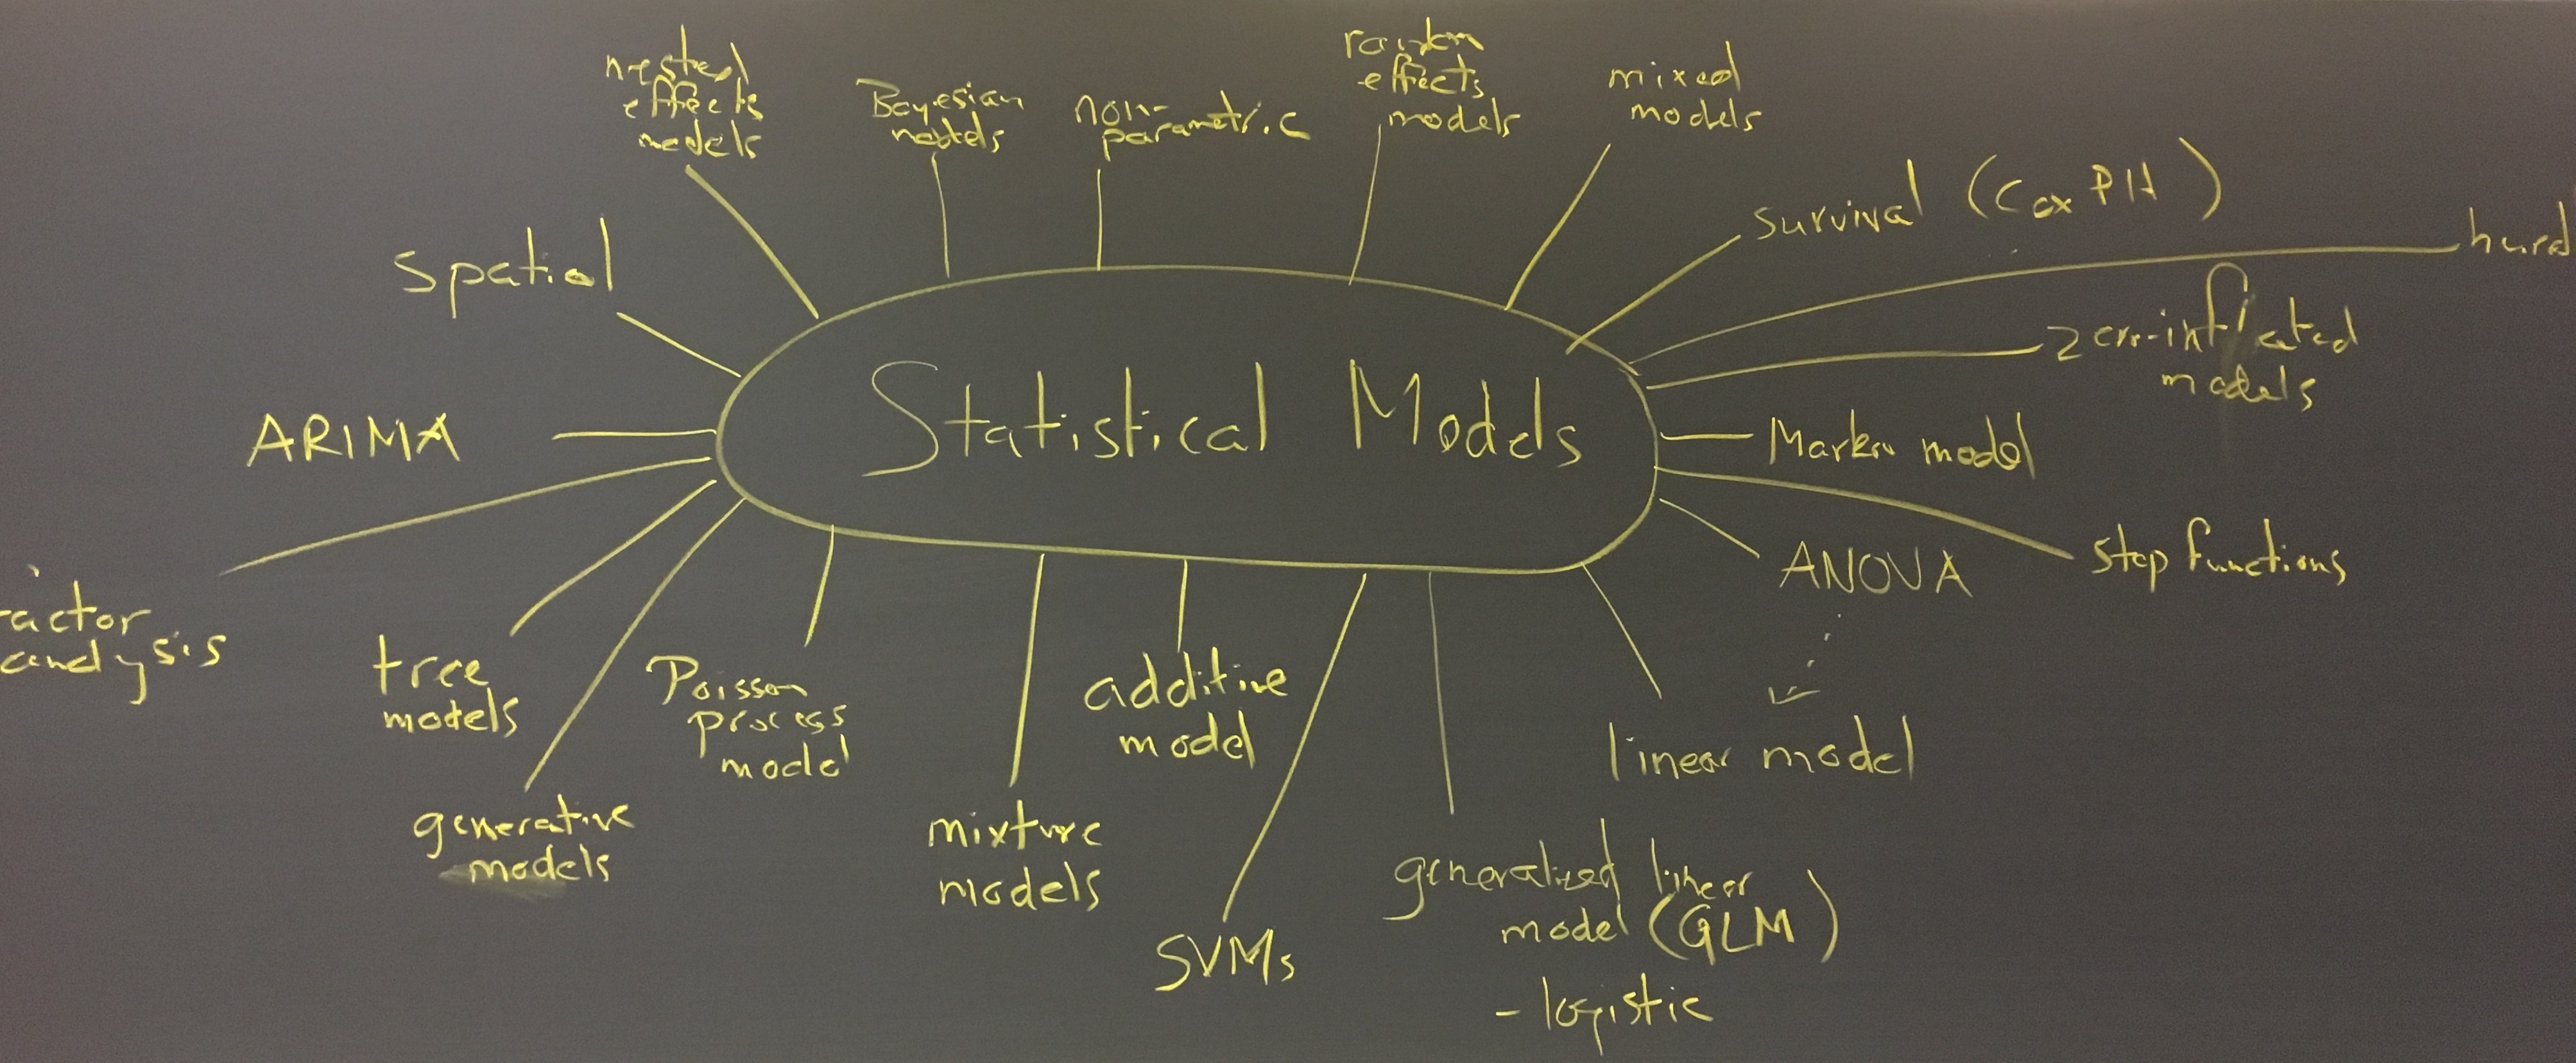 nested
effects
models
Bayesian
models
non-
parametric
random
effects
models
mixed
models
survival (Cox PH)
hurd
zero-inflated
models
Markov model
step functions
ANOVA
linear model
generalized linear
model (GLM)
- logistic
SVMs
additive
model
mixture
models
Poisson
process
model
generative
models
tree
models
actor
analysis
ARIMA
spatial
Statistical Models